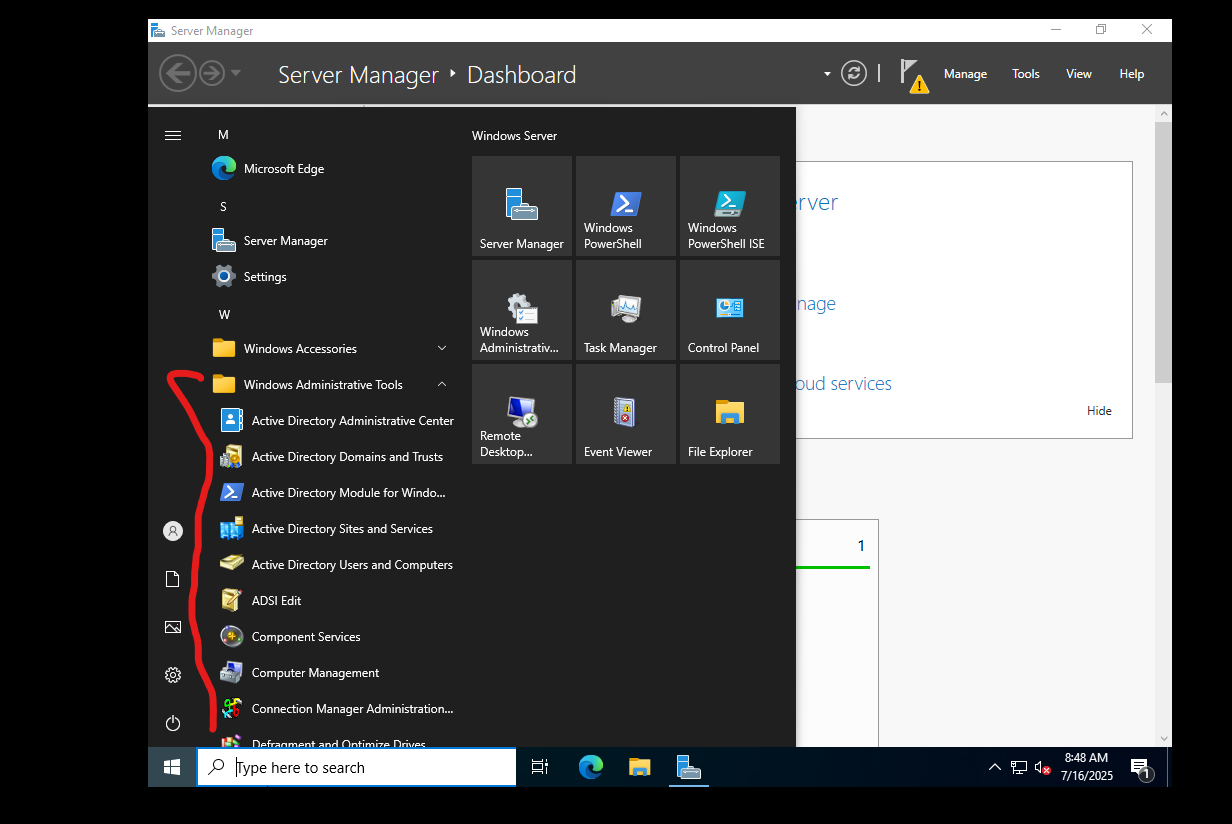 Server Manager
Server Manager
Dashboard
Manage
Tools
View
Help
M
Microsoft Edge
S
Server Manager
Settings
W
Windows Accessories
Windows Administrative Tools
Active Directory Administrative Center
Active Directory Domains and Trusts
Active Directory Module for Windo...
Active Directory Sites and Services
Active Directory Users and Computers
ADSI Edit
Component Services
Computer Management
Connection Manager Administration...
Defragment and Optimize Drives
Windows Server
Server Manager
Windows
PowerShell
Windows
PowerShell ISE
Windows
Administrativ...
Task Manager
Control Panel
Remote
Desktop...
Event Viewer
File Explorer
erver
nage
oud services
Hide
1
Type here to search
8:48 AM
7/16/2025
1